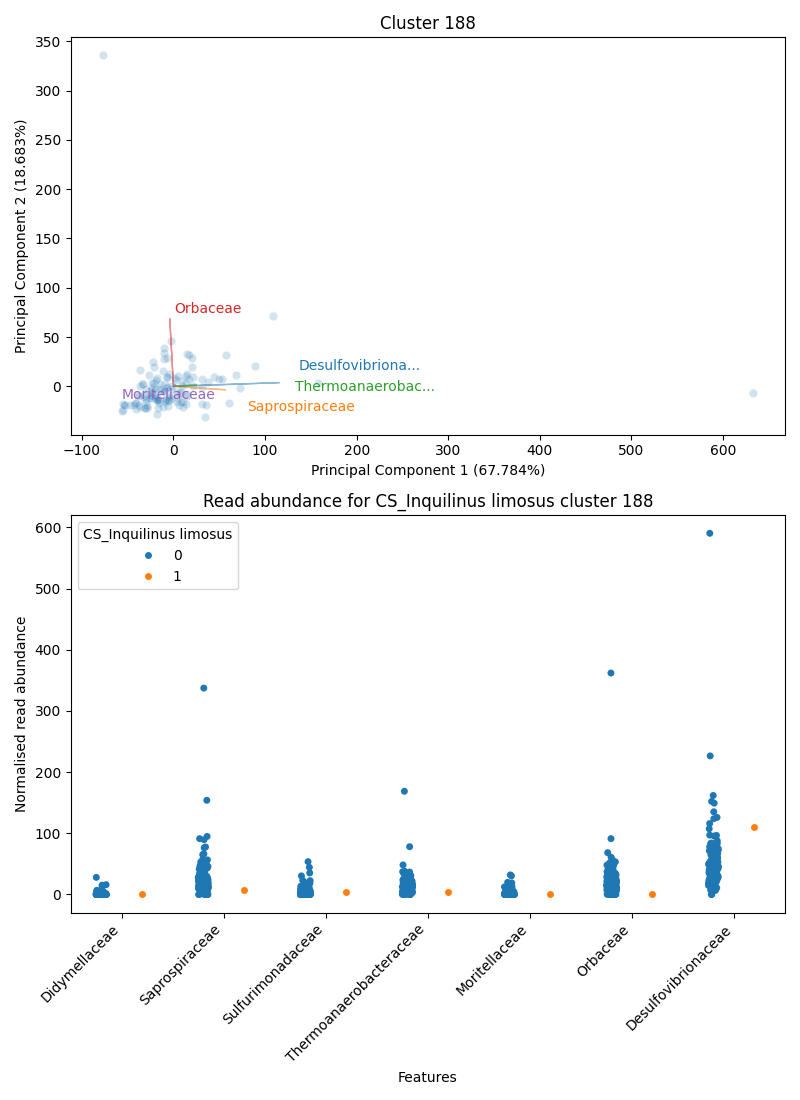 Cluster 188
350
300
250
200
150
100
50
0
Principal Component 2 (18.683%)
Orbaceae
Desulfovibriona...
Thermoanaerobac...
Moritellaceae
Saprospiraceae
−100 0 100 200 300 400 500 600
Principal Component 1 (67.784%)
Read abundance for CS_Inquilinus limosus cluster 188
CS_Inquilinus limosus
0
1
600
500
400
300
200
100
0
Normalised read abundance
Didymellaceae
Saprospiraceae
Sulfurimonadaceae
Thermoanaerobacteraceae
Moritellaceae
Orbaceae
Desulfovibrionaceae
Features